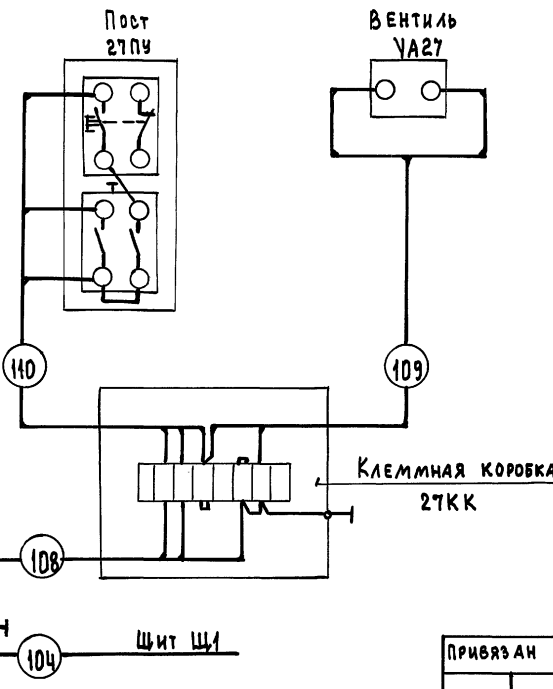 Пост
27ПУ
Вентиль
YA27
110
109
Клеммная коробка
27КК
108
104
Щит Щ1
Привязан